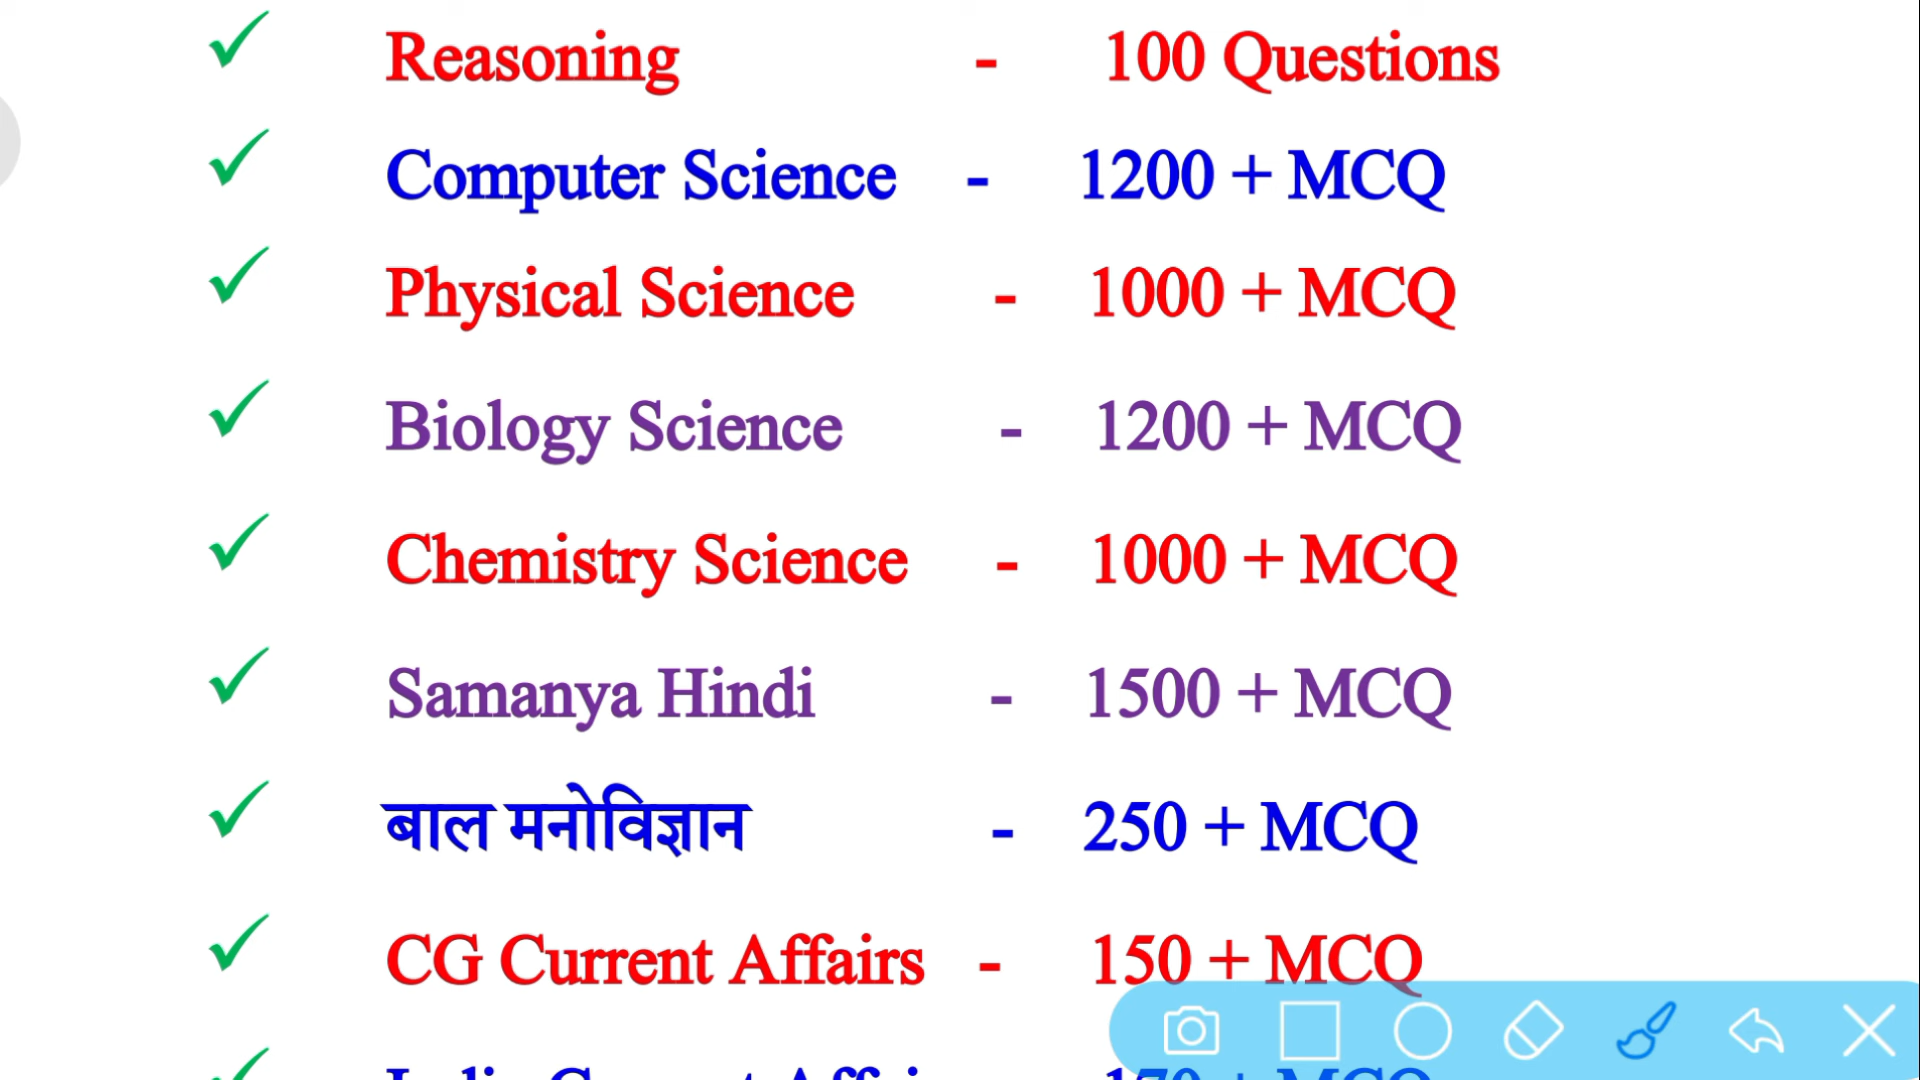 Reasoning - 100 Questions
Computer Science - 1200 + MCQ
Physical Science - 1000 + MCQ
Biology Science - 1200 + MCQ
Chemistry Science - 1000 + MCQ
Samanya Hindi - 1500 + MCQ
बाल मनोविज्ञान - 250 + MCQ
CG Current Affairs - 150 + MCQ